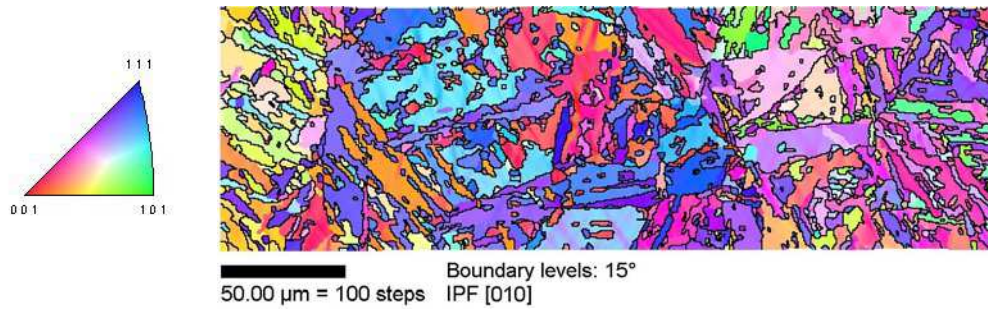 1 1 1
0 0 1
1 0 1
Boundary levels: 15°
50.00 µm = 100 steps IPF [010]